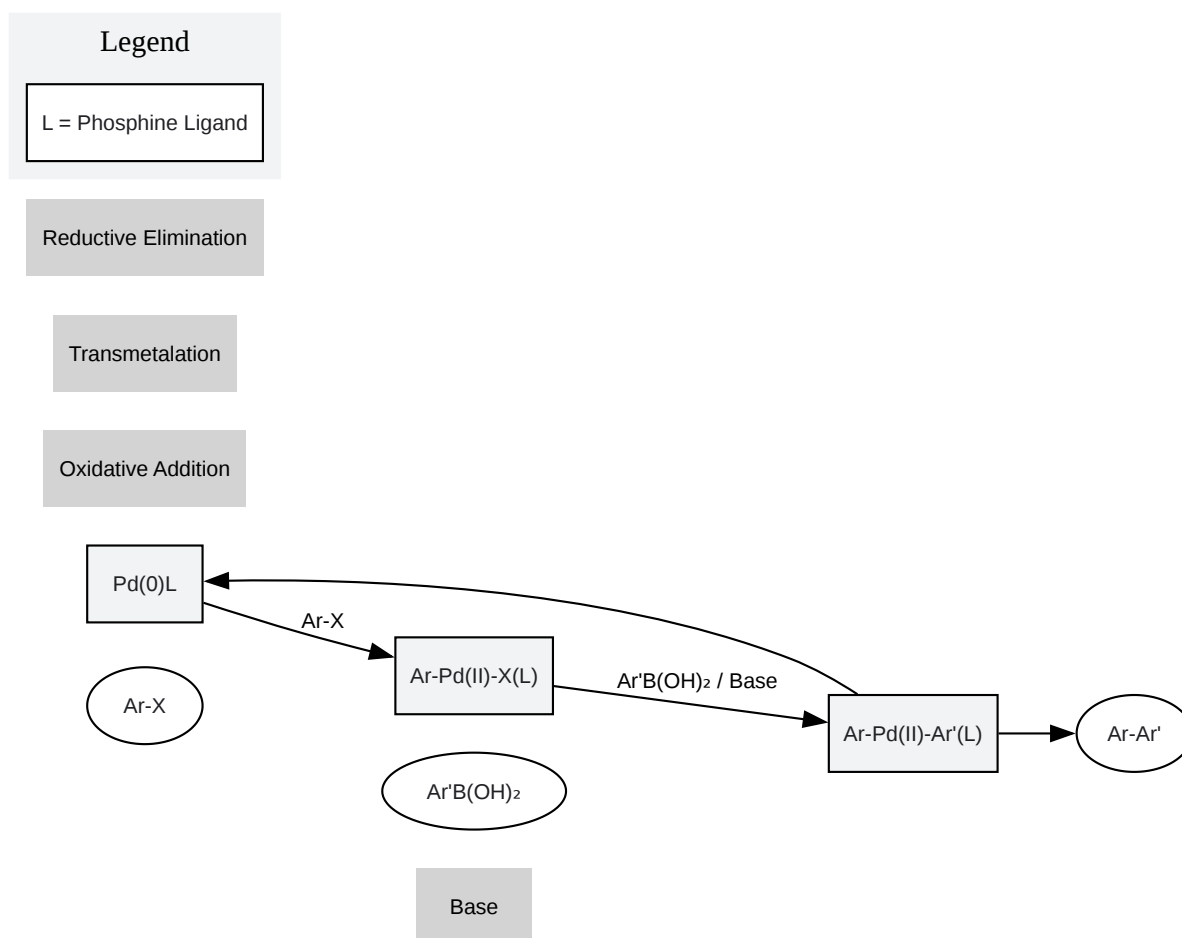 Legend
L = Phosphine Ligand
Reductive Elimination
Transmetalation
Oxidative Addition
Pd(0)L
Ar-X
Ar-Pd(II)-X(L)
Ar'B(OH)₂ / Base
Ar-X
Ar-Pd(II)-Ar'(L)
Ar-Ar'
Ar'B(OH)₂
Base